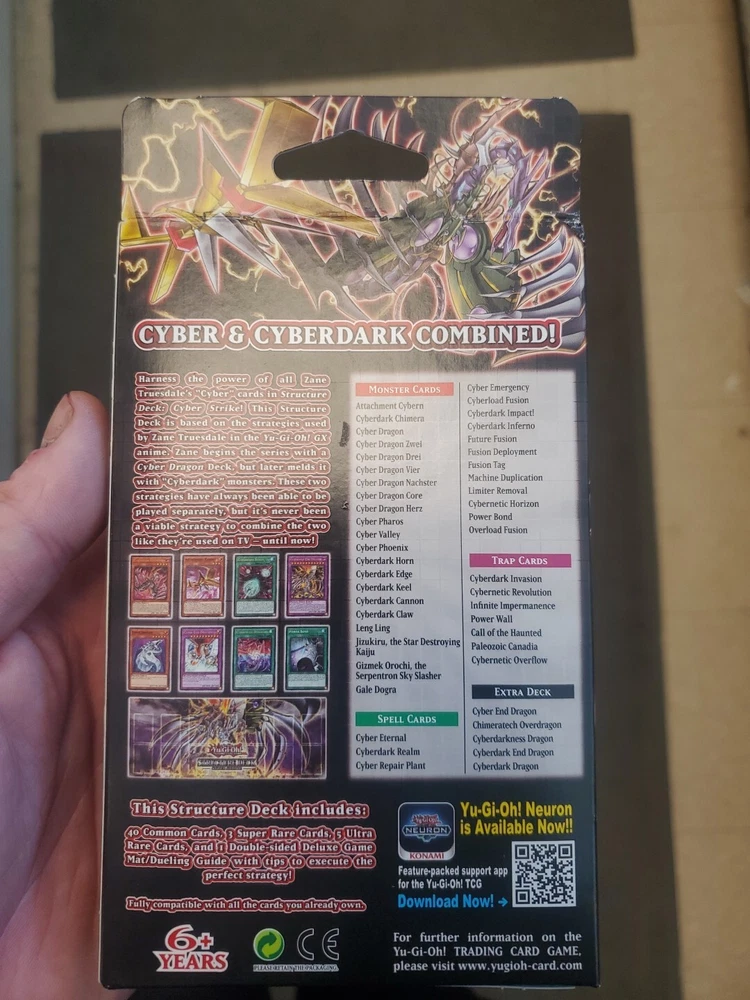 CYBER & CYBERDARK COMBINED!
Harness the power of all Zane
Truesdale's "Cyber" cards in Structure
Deck: Cyber Strike! This Structure
Deck is based on the strategies used
by Zane Truesdale in the Yu-Gi-Oh! GX
anime. Zane begins the series with a
Cyber Dragon Deck, but later melds it
with "Cyberdark" monsters. These two
strategies have always been able to be
played separately, but it's never been
a viable strategy to combine the two
like they're used on TV – until now!
Yu-Gi-Oh!
MONSTER CARDS
Attachment Cybern
Cyberdark Chimera
Cyber Dragon
Cyber Dragon Zwei
Cyber Dragon Drei
Cyber Dragon Vier
Cyber Dragon Nachster
Cyber Dragon Core
Cyber Dragon Herz
Cyber Pharos
Cyber Valley
Cyber Phoenix
Cyberdark Horn
Cyberdark Edge
Cyberdark Keel
Cyberdark Cannon
Cyberdark Claw
Leng Ling
Jizukiru, the Star Destroying
Kaiju
Gizmek Orochi, the
Serpentron Sky Slasher
Gale Dogra
SPELL CARDS
Cyber Eternal
Cyberdark Realm
Cyber Repair Plant
Cyber Emergency
Cyberload Fusion
Cyberdark Impact!
Cyberdark Inferno
Future Fusion
Fusion Deployment
Fusion Tag
Machine Duplication
Limiter Removal
Cybernetic Horizon
Power Bond
Overload Fusion
TRAP CARDS
Cyberdark Invasion
Cybernetic Revolution
Infinite Impermanence
Power Wall
Call of the Haunted
Paleozoic Canadia
Cybernetic Overflow
EXTRA DECK
Cyber End Dragon
Chimeratech Overdragon
Cyberdarkness Dragon
Cyberdark End Dragon
Cyberdark Dragon
This Structure Deck includes:
40 Common Cards, 3 Super Rare Cards, 5 Ultra
Rare Cards, and 1 Double-sided Deluxe Game
Mat/Dueling Guide with tips to execute the
perfect strategy!
Fully compatible with all the cards you already own.
6+
YEARS
PLEASE RETAIN THE PACKAGING
CE
NEURON
KONAMI
Yu-Gi-Oh! Neuron
is Available Now!!
Feature-packed support app
for the Yu-Gi-Oh! TCG
Download Now! →
For further information on the
Yu-Gi-Oh! TRADING CARD GAME,
please visit www.yugioh-card.com